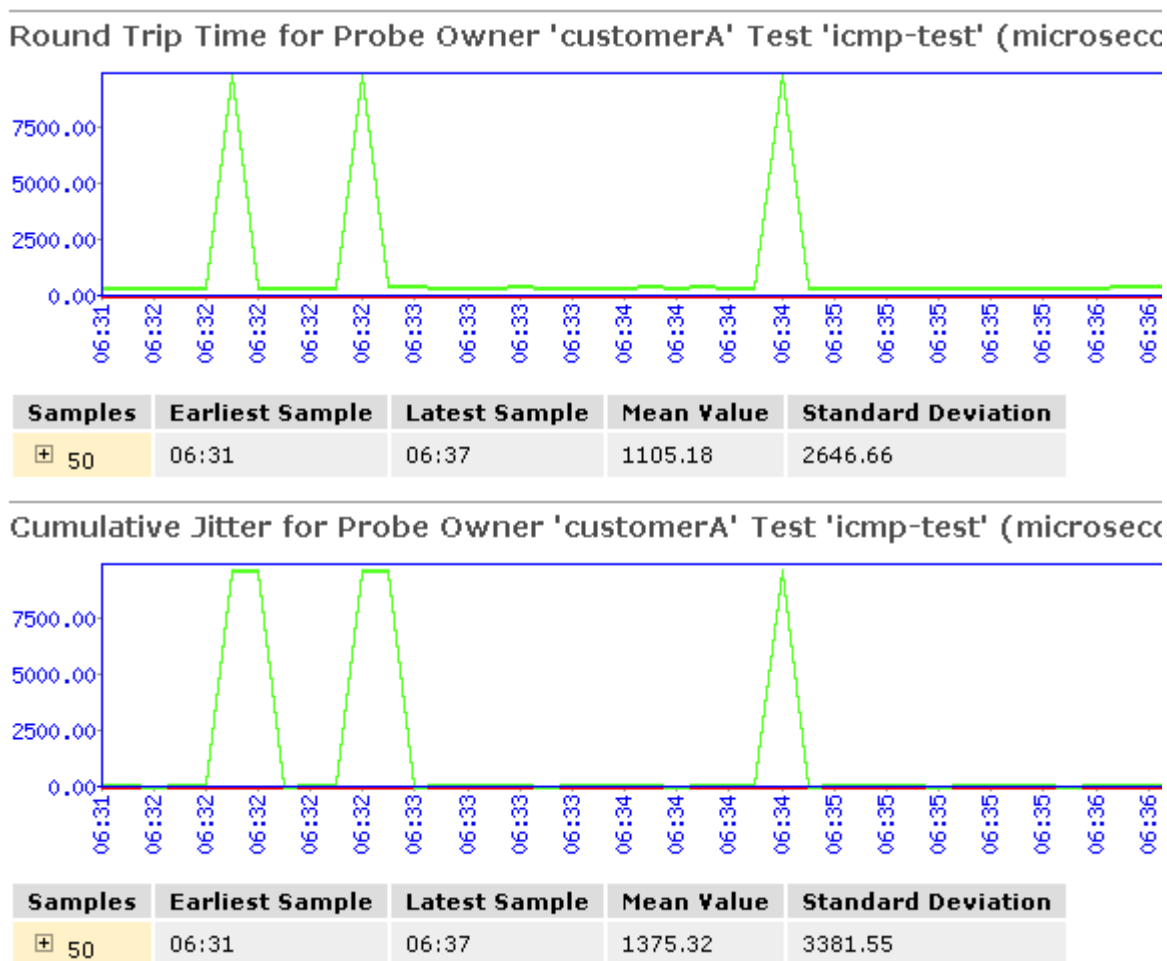 Round Trip Time for Probe Owner 'customerA' Test 'icmp-test' (microsecc
7500.00
5000.00
2500.00
0.00
06:31 06:32 06:32 06:32 06:32 06:32 06:33 06:33 06:33 06:33 06:34 06:34 06:34 06:34 06:35 06:35 06:35 06:35 06:35 06:36 06:36
Samples Earliest Sample Latest Sample Mean Value Standard Deviation
50 06:31 06:37 1105.18 2646.66
Cumulative Jitter for Probe Owner 'customerA' Test 'icmp-test' (microsecc
7500.00
5000.00
2500.00
0.00
06:31 06:32 06:32 06:32 06:32 06:32 06:33 06:33 06:33 06:33 06:34 06:34 06:34 06:34 06:35 06:35 06:35 06:35 06:35 06:36 06:36
Samples Earliest Sample Latest Sample Mean Value Standard Deviation
50 06:31 06:37 1375.32 3381.55